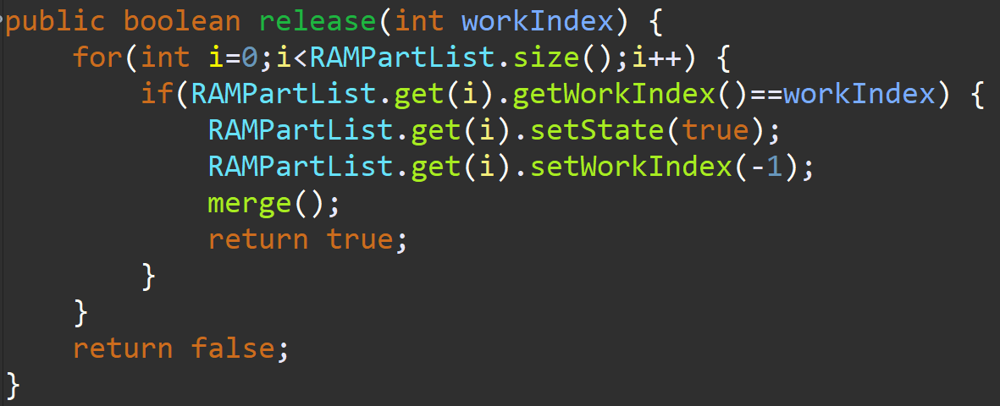 public boolean release(int workIndex) {
    for(int i=0;i<RAMPartList.size();i++) {
        if(RAMPartList.get(i).getWorkIndex()==workIndex) {
            RAMPartList.get(i).setState(true);
            RAMPartList.get(i).setWorkIndex(-1);
            merge();
            return true;
        }
    }
    return false;
}